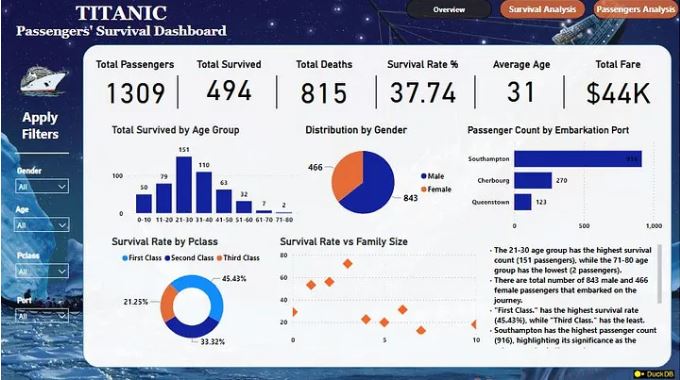 TITANIC
Passengers' Survival Dashboard
Overview
Survival Analysis
Passengers Analysis
Apply
Filters
Gender
All
Age
All
Pclass
All
Port
All
Total Passengers
1309
Total Survived
494
Total Deaths
815
Survival Rate %
37.74
Average Age
31
Total Fare
$44K
Total Survived by Age Group
100
0
50
79
151
110
63
32
7
2
0-10 11-20 21-30 31-40 41-50 51-60 61-70 71-80
Distribution by Gender
466
843
Male
Female
Passenger Count by Embarkation Port
Southampton
916
Cherbourg
270
Queenstown
123
0 500 1,000
Survival Rate by Pclass
First Class Second Class Third Class
45.43%
21.25%
33.32%
Survival Rate vs Family Size
80
60
40
20
0 5 10
- The 21-30 age group has the highest survival
count (151 passengers), while the 71-80 age
group has the lowest (2 passengers).
- There are total number of 843 male and 466
female passengers that embarked on the
journey.
- "First Class." has the highest survival rate
(45.43%), while "Third Class." has the least.
- Southampton has the highest passenger count
(916), highlighting its significance as the
DuckDB